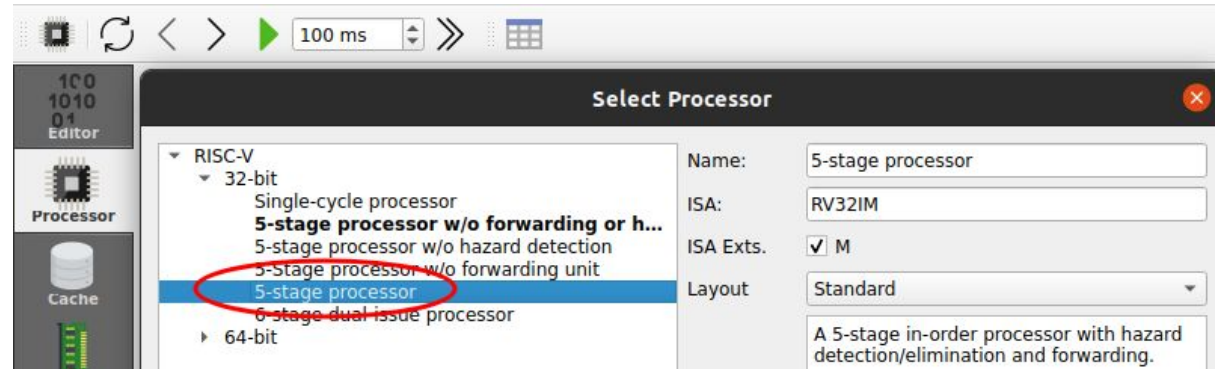 100 ms
100
1010
01
Editor
Select Processor
Processor
Cache
RISC-V
32-bit
Single-cycle processor
5-stage processor w/o forwarding or h...
5-stage processor w/o hazard detection
5-Stage processor w/o forwarding unit
5-stage processor
6-stage dual issue processor
64-bit
Name: 5-stage processor
ISA: RV32IM
ISA Exts. M
Layout Standard
A 5-stage in-order processor with hazard
detection/elimination and forwarding.